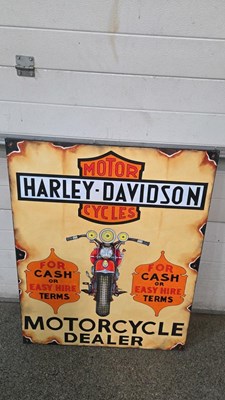 MOTOR
HARLEY-DAVIDSON
CYCLES
FOR
CASH
OR
EASY HIRE
TERMS
FOR
CASH
OR
EASY HIRE
TERMS
MOTORCYCLE
DEALER